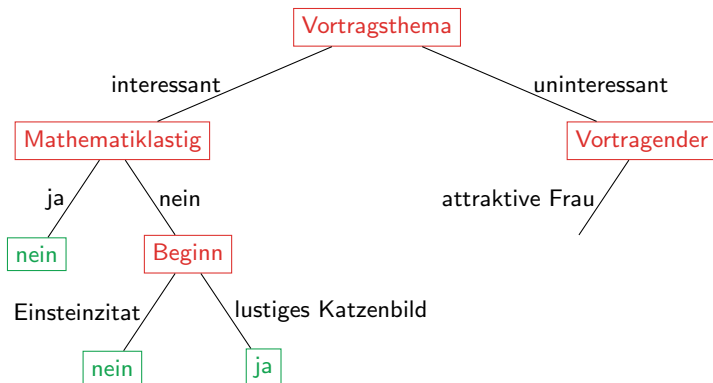 Vortragsthema
interessant
uninteressant
Mathematiklastig
Vortragender
ja
nein
attraktive Frau
nein
Beginn
Einsteinzitat
lustiges Katzenbild
nein
ja